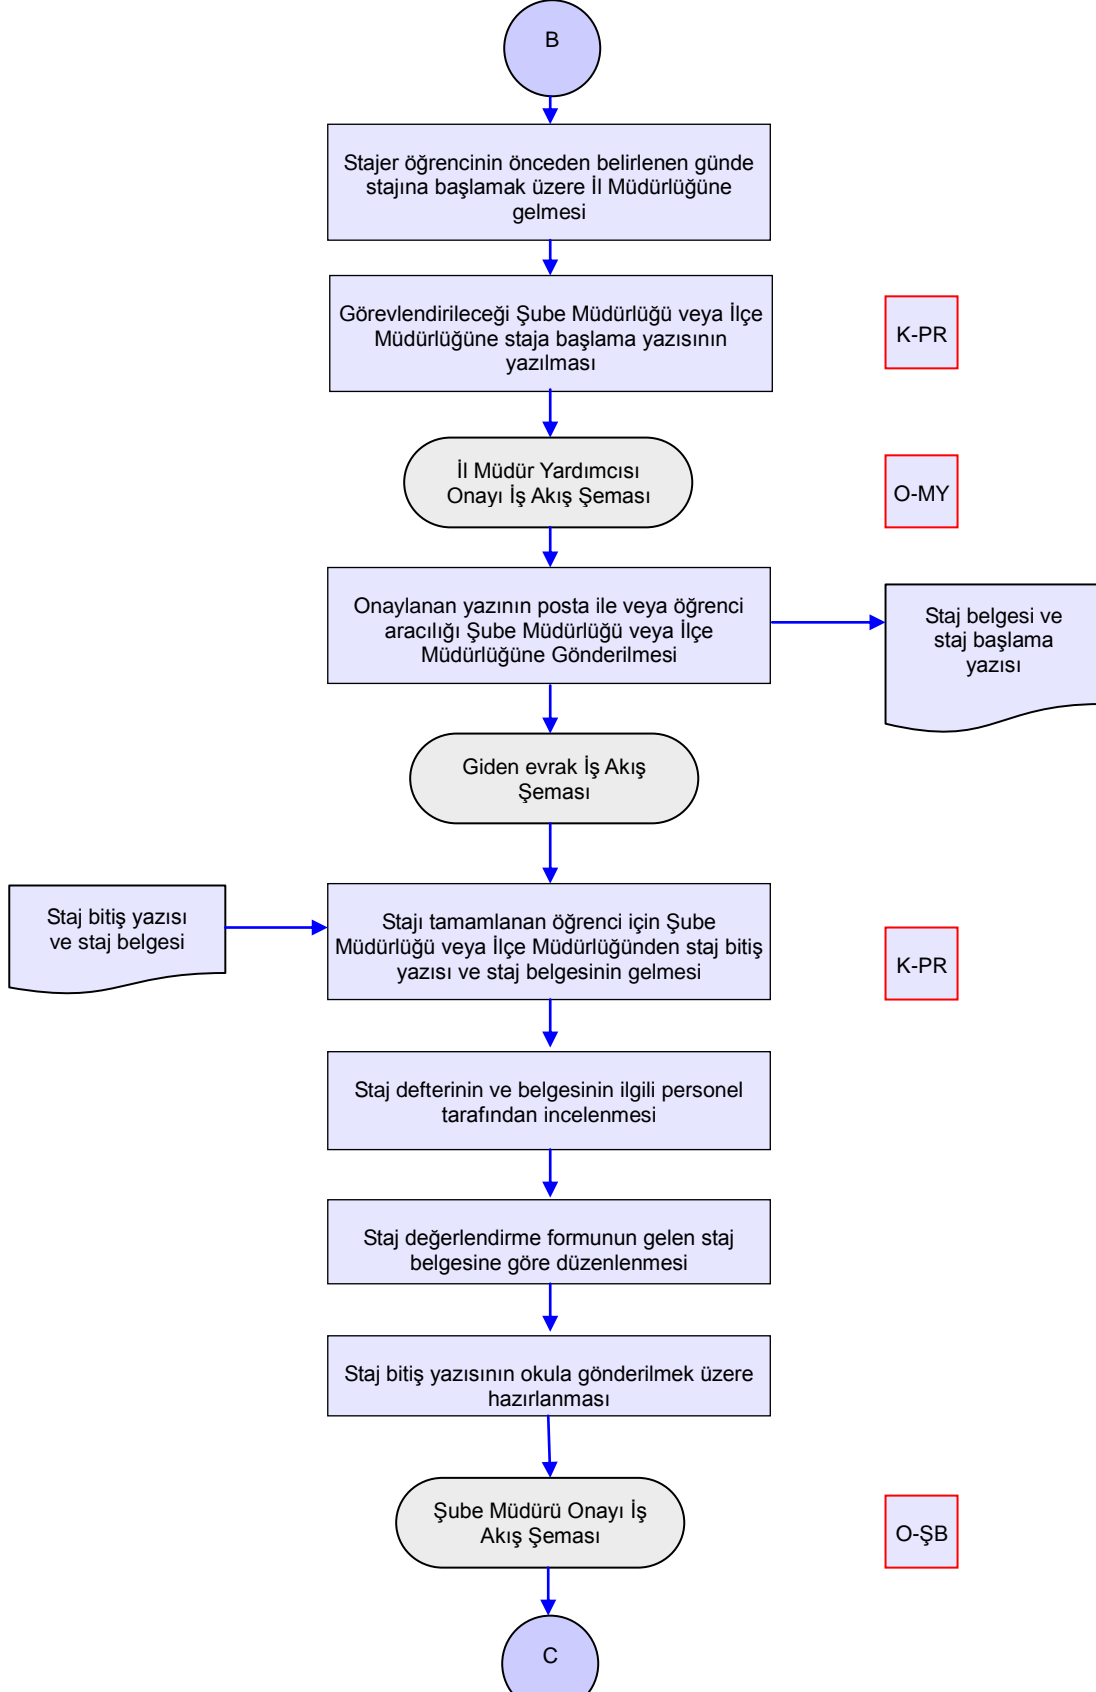 B
Stajer öğrencinin önceden belirlenen günde
stajına başlamak üzere İl Müdürlüğüne
gelmesi
Görevlendirileceği Şube Müdürlüğü veya İlçe
Müdürlüğüne staja başlama yazısının
yazılması
K-PR
İl Müdür Yardımcısı
Onayı İş Akış Şeması
O-MY
Onaylanan yazının posta ile veya öğrenci
aracılığı Şube Müdürlüğü veya İlçe
Müdürlüğüne Gönderilmesi
Staj belgesi ve
staj başlama
yazısı
Giden evrak İş Akış
Şeması
Staj bitiş yazısı
ve staj belgesi
Stajı tamamlanan öğrenci için Şube
Müdürlüğü veya İlçe Müdürlüğünden staj bitiş
yazısı ve staj belgesinin gelmesi
K-PR
Staj defterinin ve belgesinin ilgili personel
tarafından incelenmesi
Staj değerlendirme formunun gelen staj
belgesine göre düzenlenmesi
Staj bitiş yazısının okula gönderilmek üzere
hazırlanması
Şube Müdürü Onayı İş
Akış Şeması
O-ŞB
C